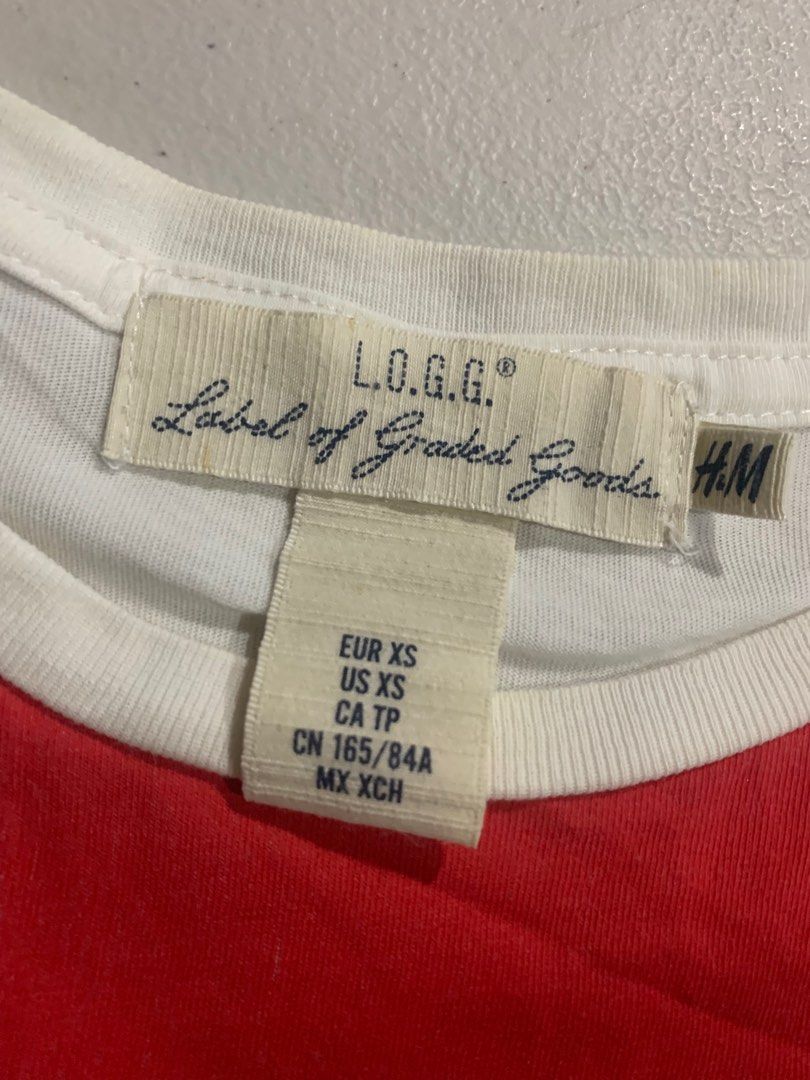 L.O.G.G.®
Label of Graded Goods.
H&M
EUR XS
US XS
CA TP
CN 165/84A
MX XCH